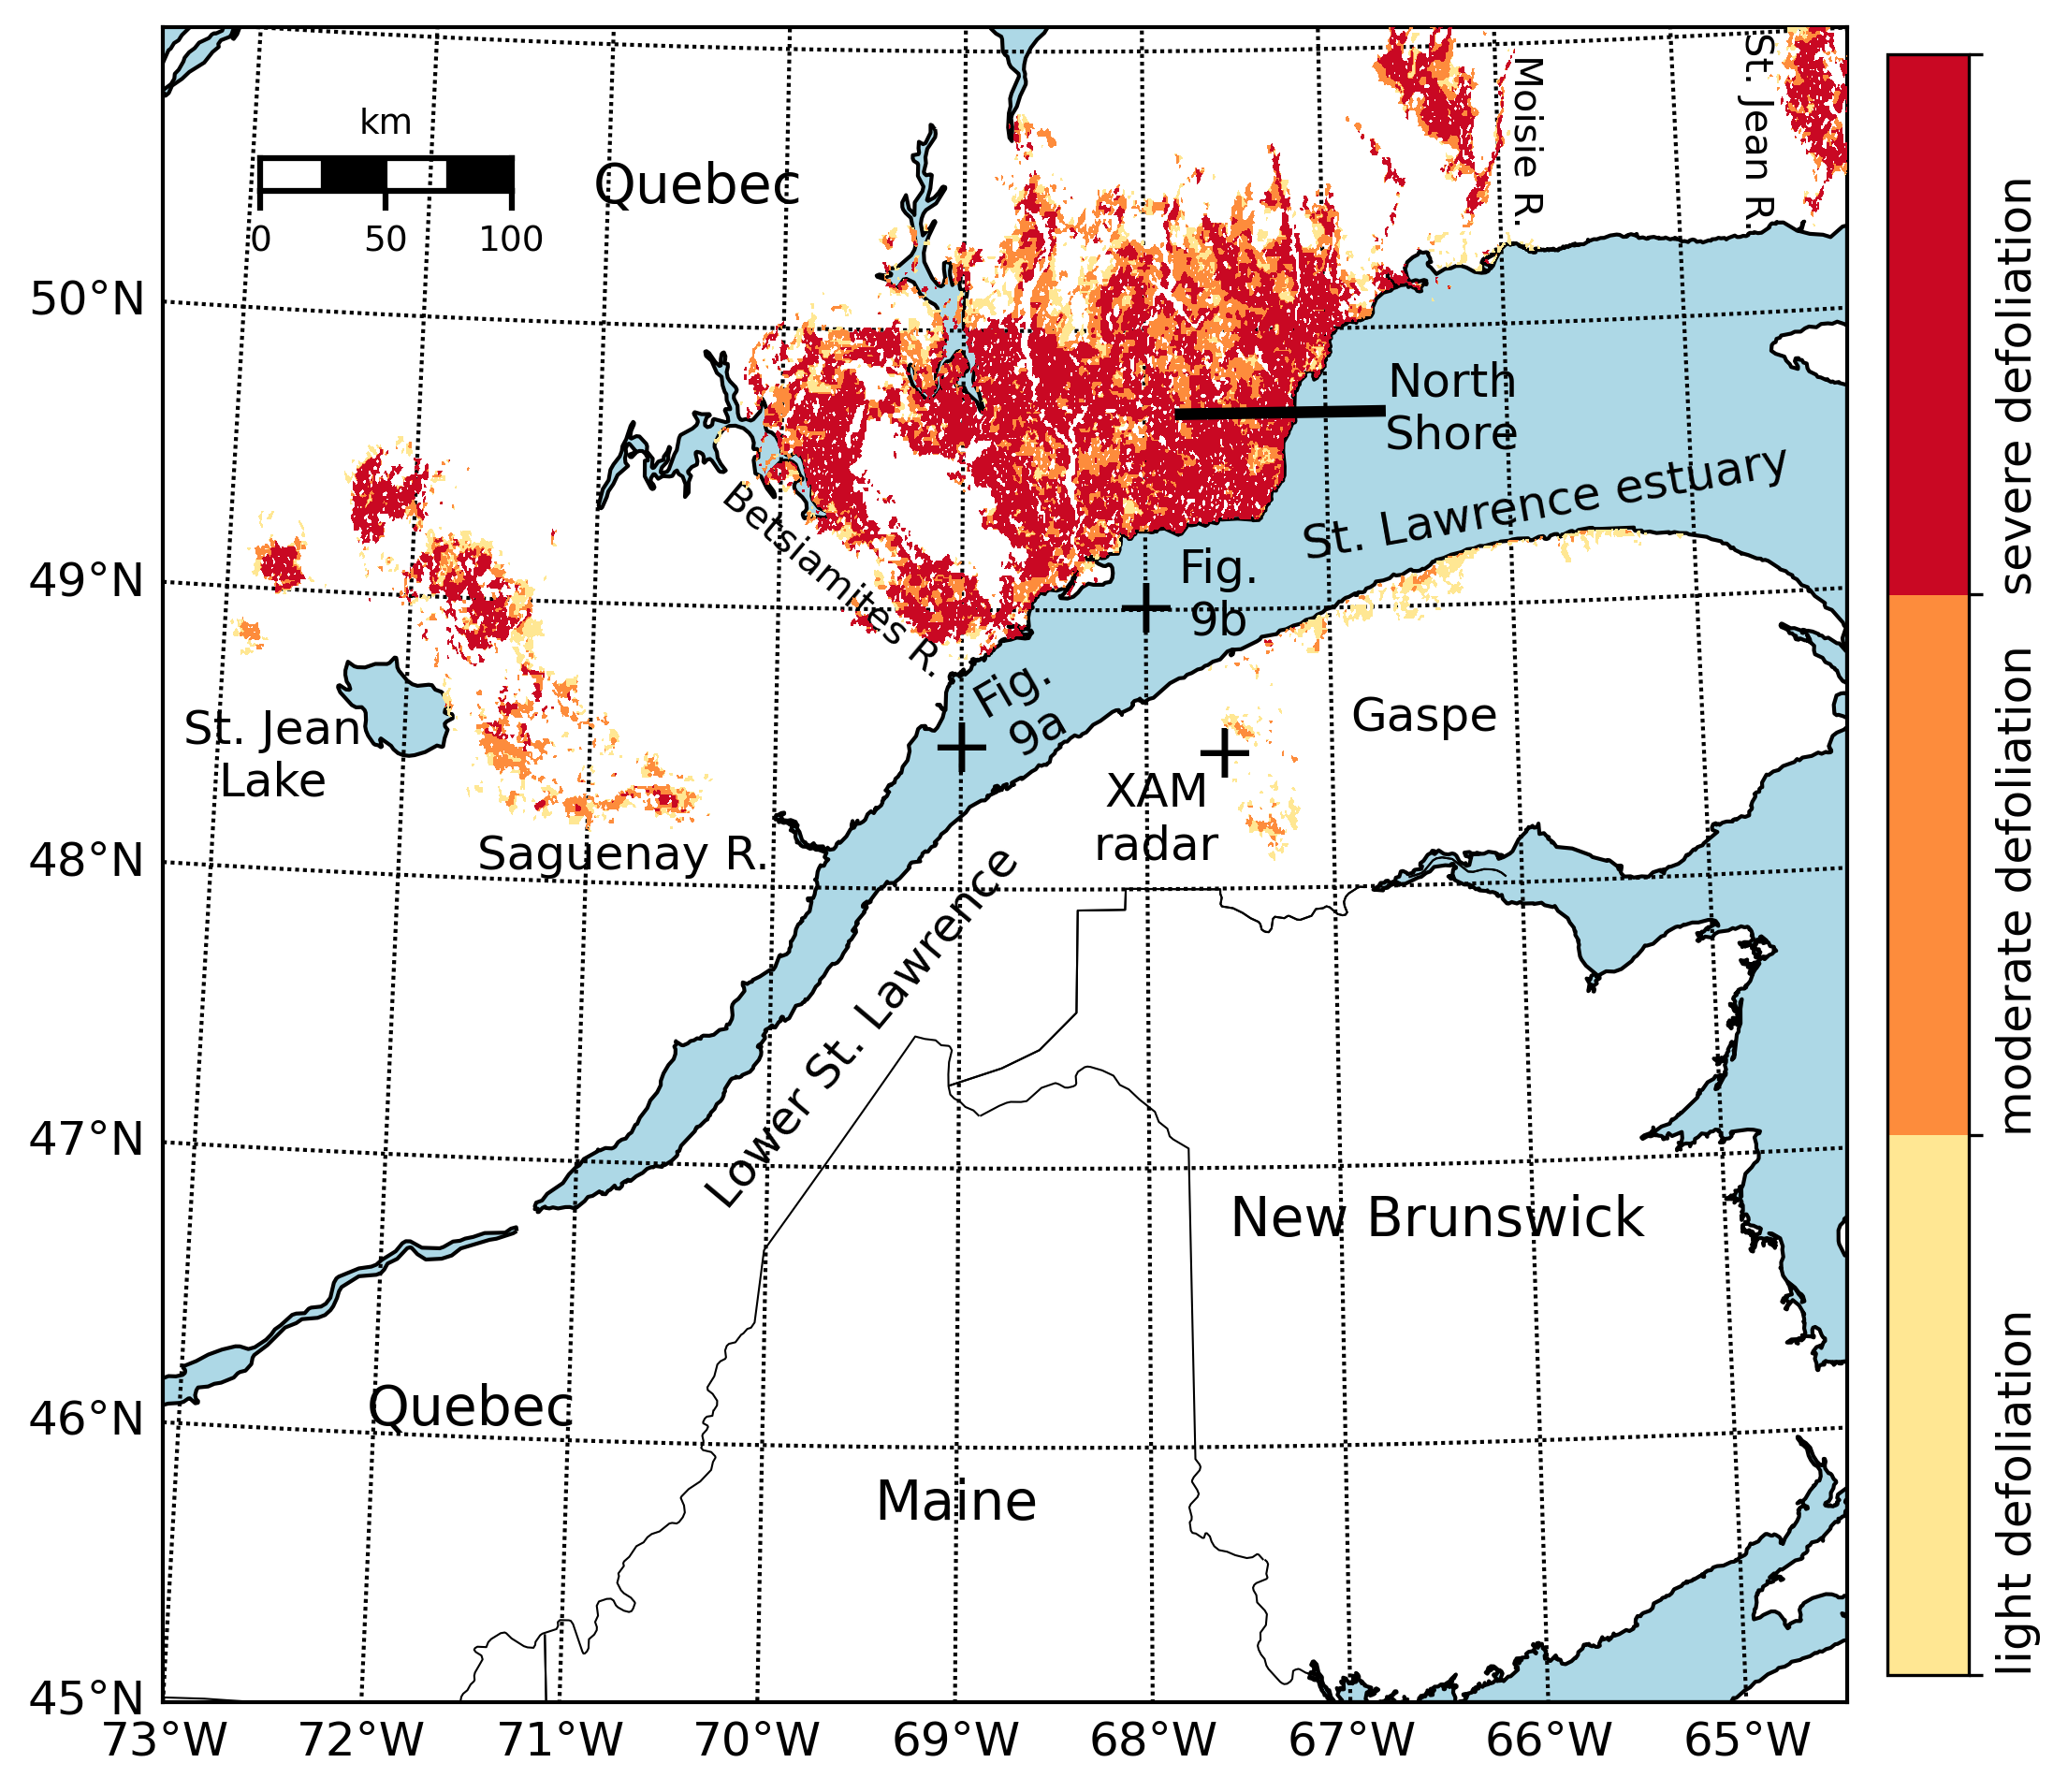 km
0 50 100
Quebec
Moisie R.
St. Jean R.
North
Shore
St. Lawrence estuary
Betsiamites R.
Fig.
9b
Fig.
9a
St. Jean
Lake
Gaspe
XAM
radar
Saguenay R.
Lower St. Lawrence
New Brunswick
Quebec
Maine
50°N
49°N
48°N
47°N
46°N
45°N
73°W 72°W 71°W 70°W 69°W 68°W 67°W 66°W 65°W
severe defoliation
moderate defoliation
light defoliation